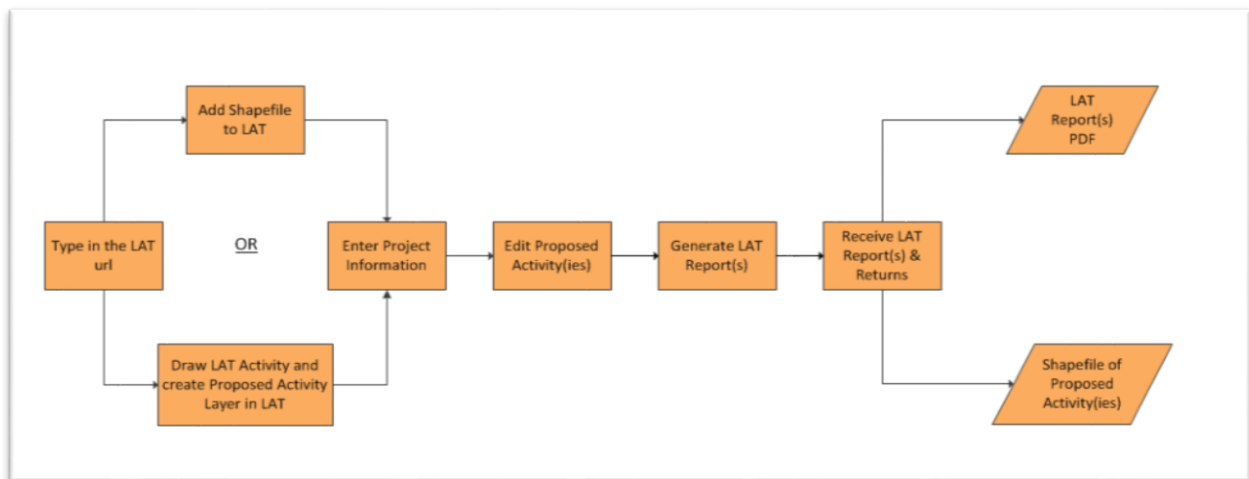 Add Shapefile
to LAT
LAT
Report(s)
PDF
Type in the LAT
url
OR
Enter Project
Information
Edit Proposed
Activity(ies)
Generate LAT
Report(s)
Receive LAT
Report(s) &
Returns
Draw LAT Activity and
create Proposed Activity
Layer in LAT
Shapefile of
Proposed
Activity(ies)